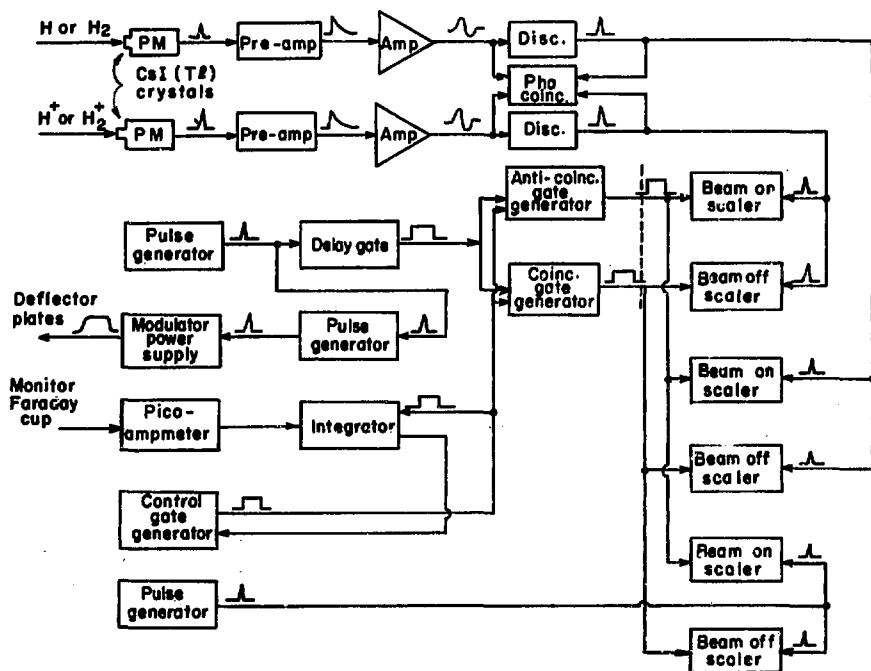 H or H2
PM
Pre-amp
Amp
Disc.
CsI (Tℓ)
crystals
Pha
coinc.
H+ or H2+
PM
Pre-amp
Amp
Disc.
Anti-coinc.
gate
generator
Beam on
scaler
Pulse
generator
Delay gate
Coinc.
gate
generator
Beam off
scaler
Deflector
plates
Modulator
power
supply
Pulse
generator
Beam on
scaler
Monitor
Faraday
cup
Pico-
ampmeter
Integrator
Beam off
scaler
Control
gate
generator
Beam on
scaler
Pulse
generator
Beam off
scaler